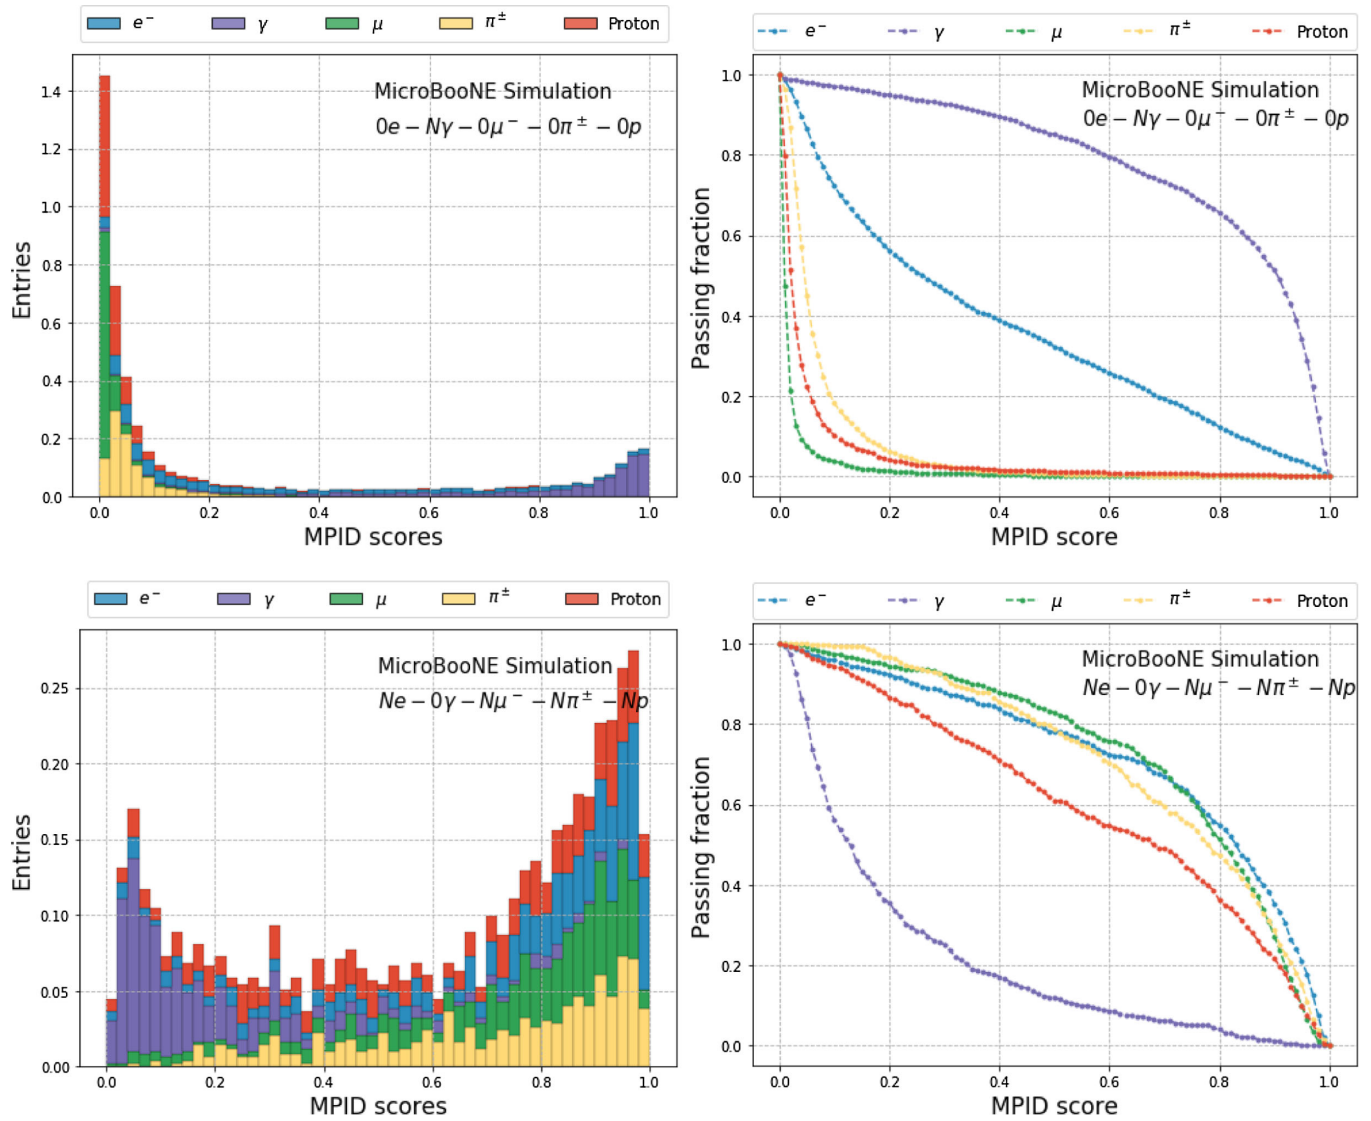 e⁻ γ μ π± Proton
MicroBooNE Simulation
0e − Nγ − 0μ⁻ − 0π± − 0p
Entries
1.4
1.2
1.0
0.8
0.6
0.4
0.2
0.0
0.0 0.2 0.4 0.6 0.8 1.0
MPID scores
e⁻ γ μ π± Proton
MicroBooNE Simulation
0e − Nγ − 0μ⁻ − 0π± − 0p
Passing fraction
1.0
0.8
0.6
0.4
0.2
0.0
0.0 0.2 0.4 0.6 0.8 1.0
MPID score
e⁻ γ μ π± Proton
MicroBooNE Simulation
Ne − 0γ − Nμ⁻ − Nπ± − Np
Entries
0.25
0.20
0.15
0.10
0.05
0.00
0.0 0.2 0.4 0.6 0.8 1.0
MPID scores
e⁻ γ μ π± Proton
MicroBooNE Simulation
Ne − 0γ − Nμ⁻ − Nπ± − Np
Passing fraction
1.0
0.8
0.6
0.4
0.2
0.0
0.0 0.2 0.4 0.6 0.8 1.0
MPID score